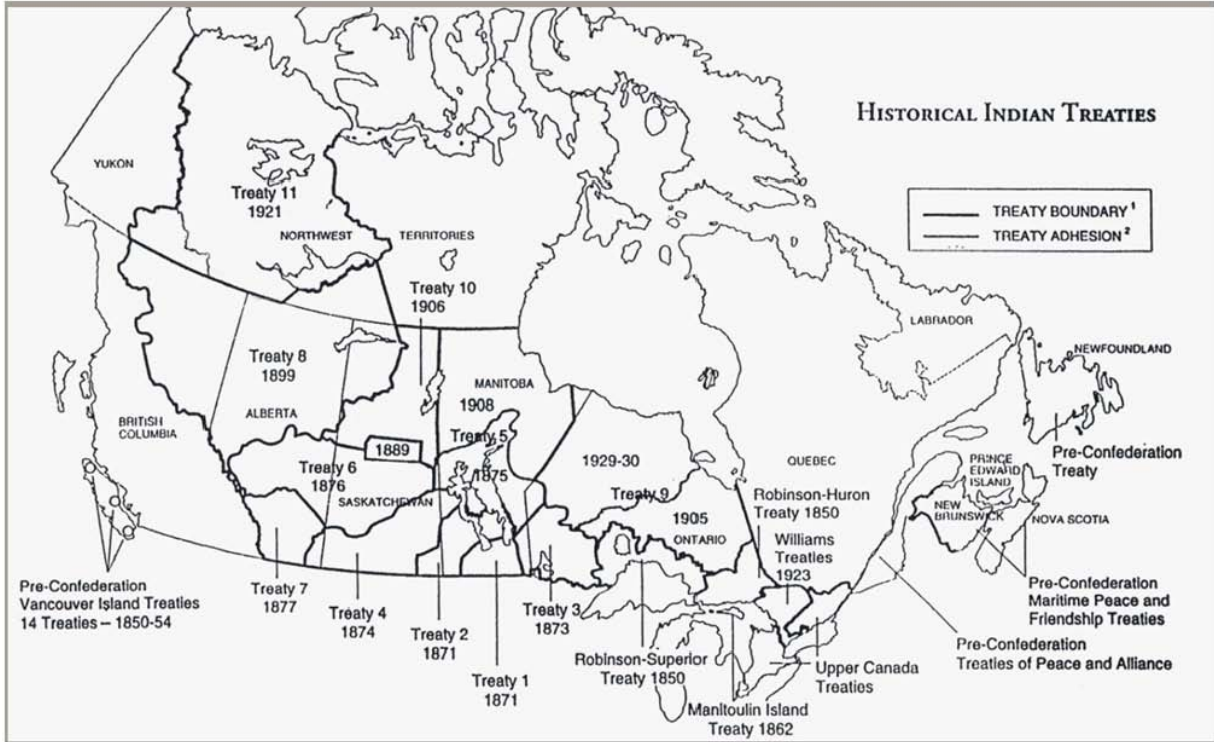 HISTORICAL INDIAN TREATIES
TREATY BOUNDARY 1
TREATY ADHESION 2
YUKON
Treaty 11
1921
NORTHWEST TERRITORIES
Treaty 10
1906
LABRADOR
NEWFOUNDLAND
Treaty 8
1899
MANITOBA
1908
BRITISH
COLUMBIA
ALBERTA
1889
Treaty 5
1875
Treaty 6
1876
SASKATCHEWAN
1929-30
Treaty 9
1905
ONTARIO
QUEBEC
Robinson-Huron
Treaty 1850
Williams
Treaties
1923
PRINCE
EDWARD
ISLAND
NEW
BRUNSWICK
NOVA SCOTIA
Pre-Confederation
Treaty
Pre-Confederation
Vancouver Island Treaties
14 Treaties – 1850-54
Treaty 7
1877
Treaty 4
1874
Treaty 2
1871
Treaty 1
1871
Treaty 3
1873
Robinson-Superior
Treaty 1850
Manitoulin Island
Treaty 1862
Upper Canada
Treaties
Pre-Confederation
Maritime Peace and
Friendship Treaties
Pre-Confederation
Treaties of Peace and Alliance